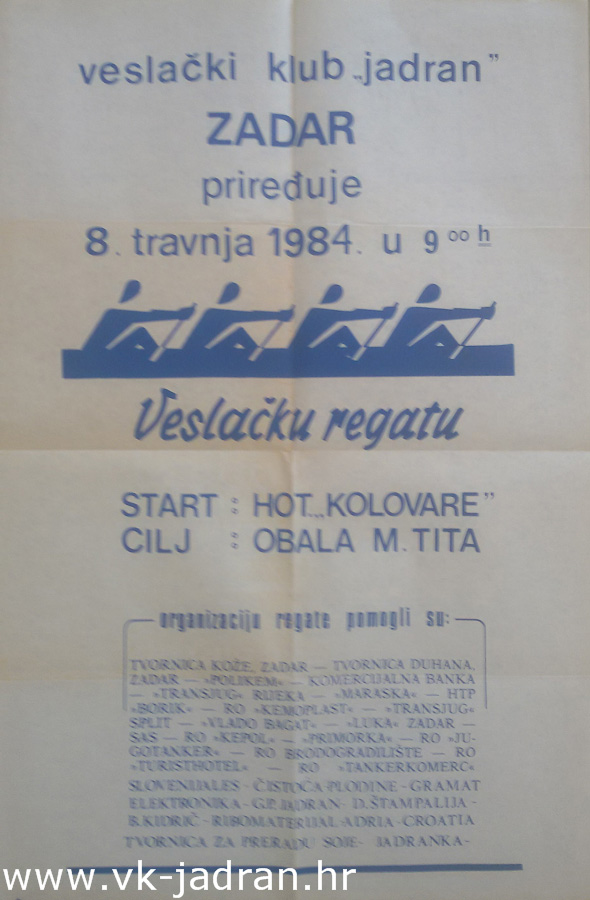 veslački klub „jadran”
ZADAR
priređuje
8. travnja 1984. u 9 ⁰⁰ h
Veslačku regatu
START : HOT. „KOLOVARE”
CILJ : OBALA M. TITA
organizaciju regate pomogli su:
TVORNICA KOŽE, ZADAR — TVORNICA DUHANA,
ZADAR — »POLIKEM« — KOMERCIJALNA BANKA
— »TRANSJUG« RIJEKA — »MARASKA« — HTP
»BORIK« — RO »KEMOPLAST« — »TRANSJUG«
SPLIT — »VLADO BAGAT« — »LUKA« ZADAR —
SAS — RO »KEPOL« — »PRIMORKA« — RO »JU-
GOTANKER« — RO BRODOGRADILIŠTE — RO
»TURISTHOTEL« — RO »TANKERKOMERC«
SLOVENIJALES - ČISTOĆA-PLODINE - GRAMAT
ELEKTRONIKA - G.P. JADRAN - D. ŠTAMPALIJA -
B. KIDRIČ - RIBOMATERIJAL-ADRIA - CROATIA
TVORNICA ZA PRERADU SOJE - JADRANKA -
www.vk-jadran.hr